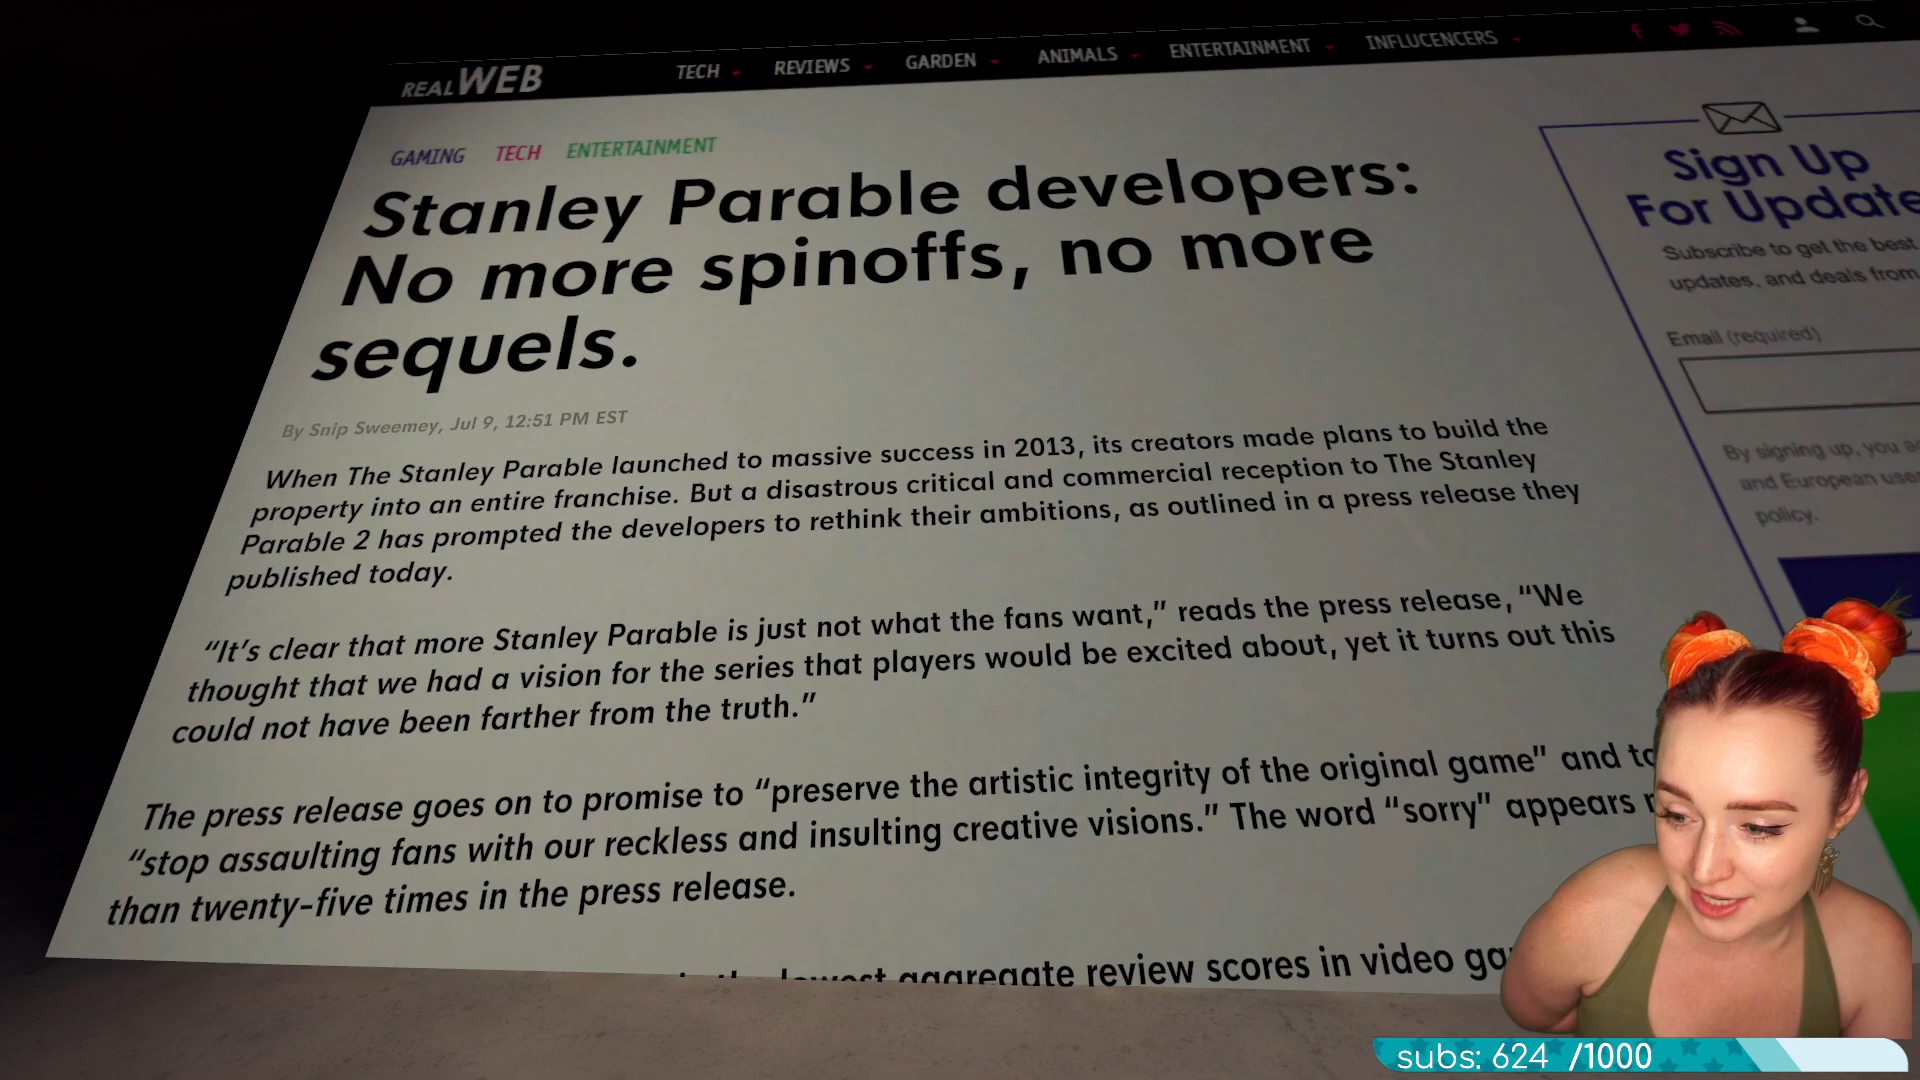 REAL WEB
TECH REVIEWS GARDEN ANIMALS ENTERTAINMENT INFLUCENCERS
GAMING TECH ENTERTAINMENT
Stanley Parable developers:
No more spinoffs, no more
sequels.
By Snip Sweemey, Jul 9, 12:51 PM EST
When The Stanley Parable launched to massive success in 2013, its creators made plans to build the
property into an entire franchise. But a disastrous critical and commercial reception to The Stanley
Parable 2 has prompted the developers to rethink their ambitions, as outlined in a press release they
published today.
“It’s clear that more Stanley Parable is just not what the fans want,” reads the press release, “We
thought that we had a vision for the series that players would be excited about, yet it turns out this
could not have been farther from the truth.”
The press release goes on to promise to “preserve the artistic integrity of the original game” and to
“stop assaulting fans with our reckless and insulting creative visions.” The word “sorry” appears
than twenty-five times in the press release.
lowest aggregate review scores in video
Sign Up
For Update
Subscribe to get the best
updates, and deals from
Email (required)
By signing up, you
and European
policy.
subs: 624 /1000